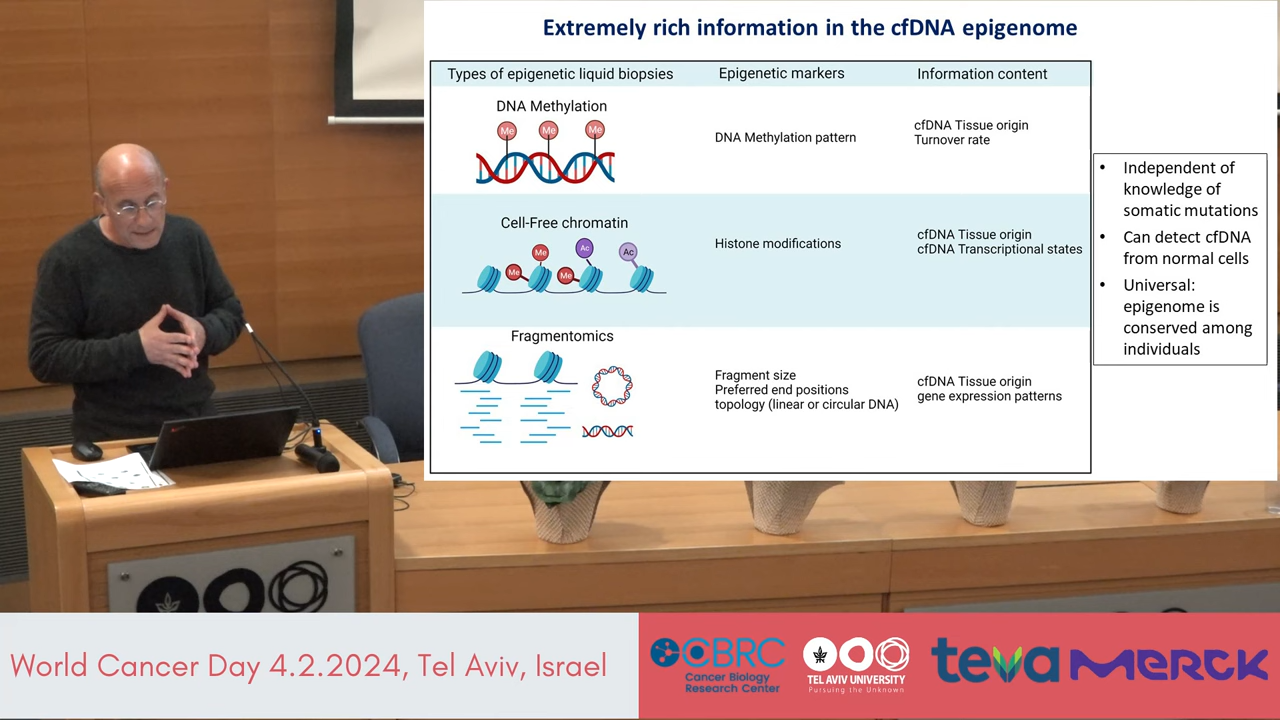 Extremely rich information in the cfDNA epigenome
Types of epigenetic liquid biopsies
Epigenetic markers
Information content
DNA Methylation
Me
Me
Me
DNA Methylation pattern
cfDNA Tissue origin
Turnover rate
Cell-Free chromatin
Me
Me
Me
Ac
Ac
Histone modifications
cfDNA Tissue origin
cfDNA Transcriptional states
Fragmentomics
Fragment size
Preferred end positions
topology (linear or circular DNA)
cfDNA Tissue origin
gene expression patterns
• Independent of
knowledge of
somatic mutations
• Can detect cfDNA
from normal cells
• Universal:
epigenome is
conserved among
individuals
World Cancer Day 4.2.2024, Tel Aviv, Israel
CBRC
Cancer Biology
Research Center
TEL AVIV UNIVERSITY
Pursuing the Unknown
teva
MERCK